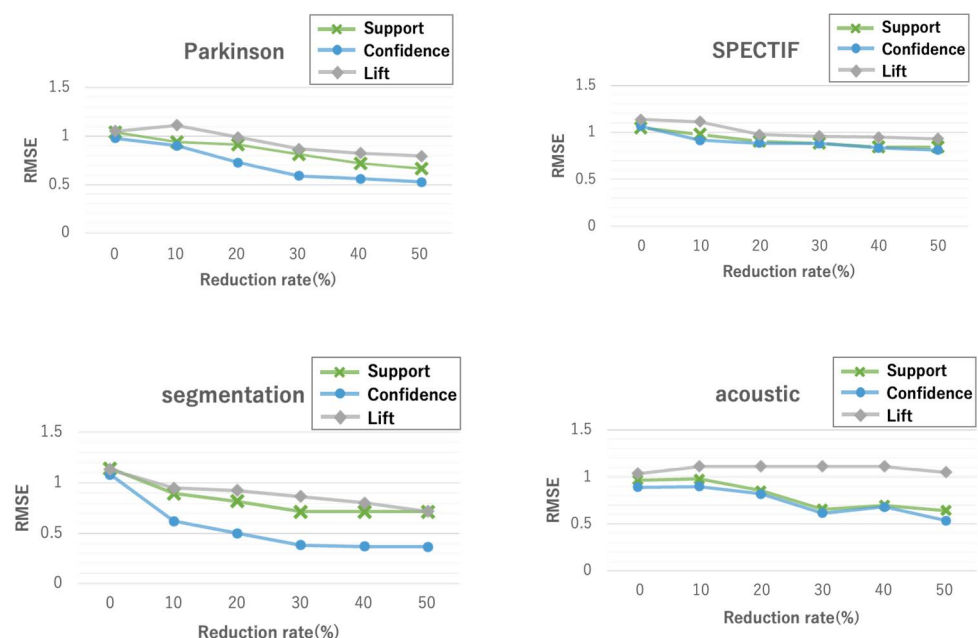 Parkinson
Support
Confidence
Lift
RMSE
1.5
1
0.5
0
0 10 20 30 40 50
Reduction rate(%)
SPECTIF
Support
Confidence
Lift
RMSE
1.5
1
0.5
0
0 10 20 30 40 50
Reduction rate(%)
segmentation
Support
Confidence
Lift
RMSE
1.5
1
0.5
0
0 10 20 30 40 50
Reduction rate(%)
acoustic
Support
Confidence
Lift
RMSE
1.5
1
0.5
0
0 10 20 30 40 50
Reduction rate(%)